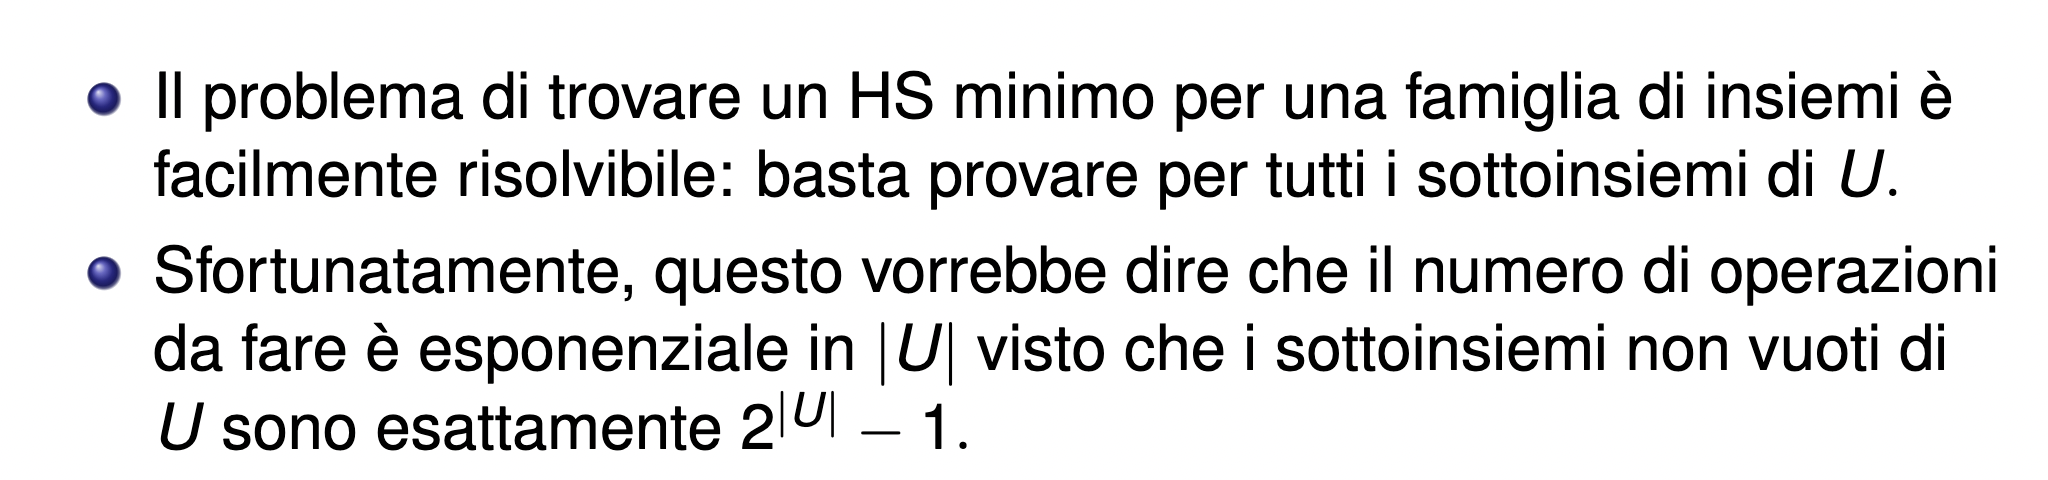 Il problema di trovare un HS minimo per una famiglia di insiemi è
facilmente risolvibile: basta provare per tutti i sottoinsiemi di U.
Sfortunatamente, questo vorrebbe dire che il numero di operazioni
da fare è esponenziale in |U| visto che i sottoinsiemi non vuoti di
U sono esattamente 2^|U| − 1.